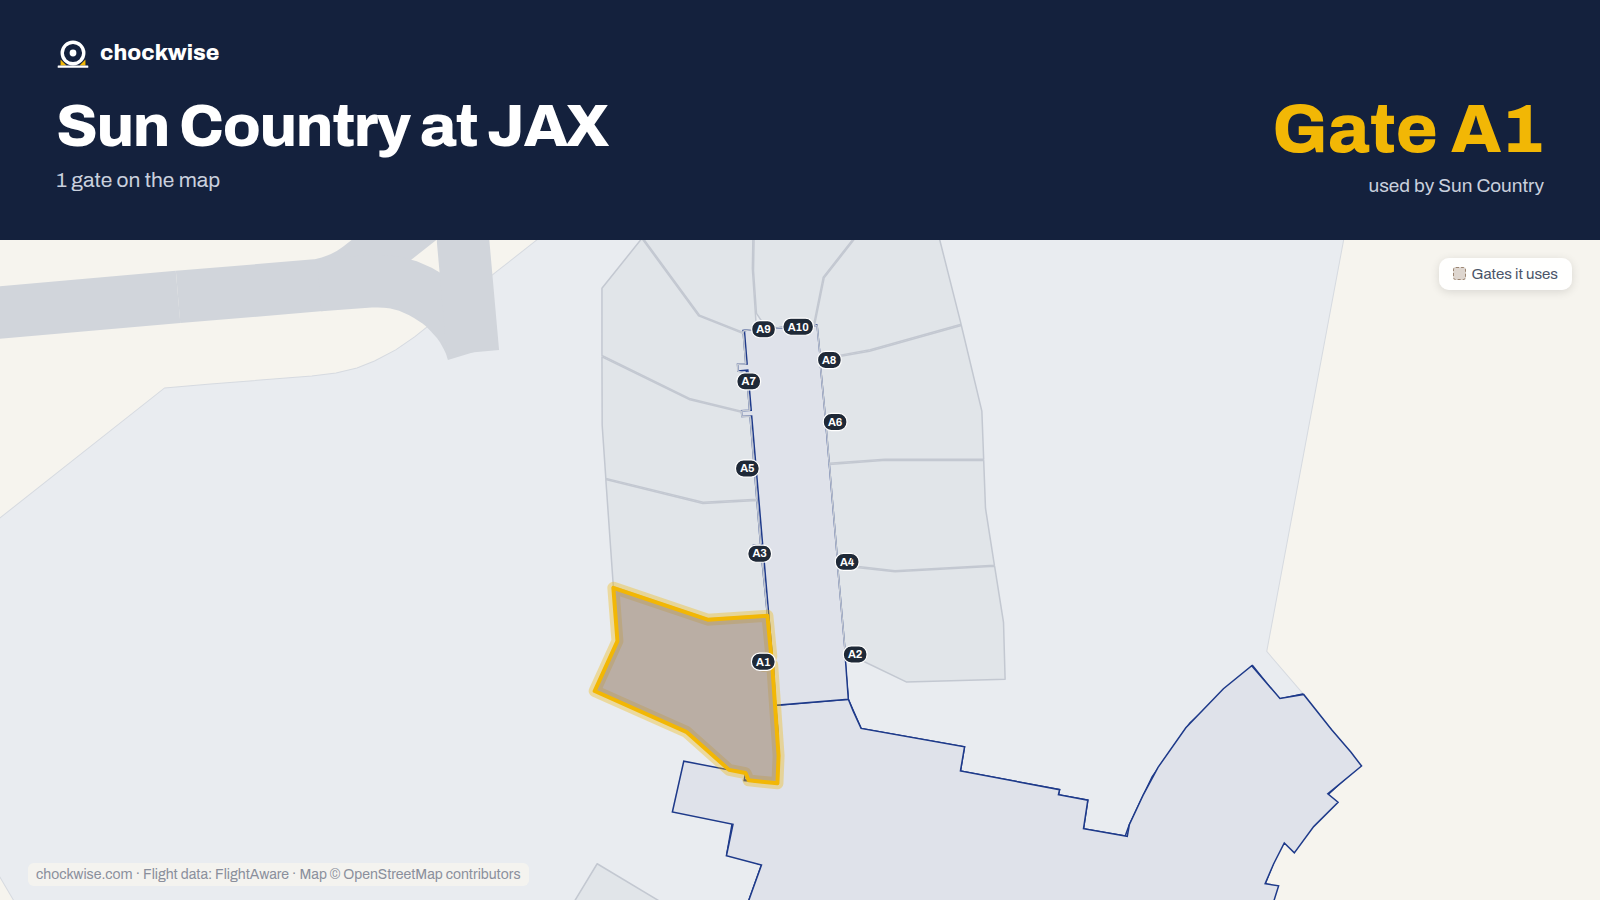 chockwise
Sun Country at JAX
1 gate on the map
Gate A1
used by Sun Country
Gates it uses
A9
A10
A8
A7
A6
A5
A3
A4
A2
A1
chockwise.com · Flight data: FlightAware · Map © OpenStreetMap contributors